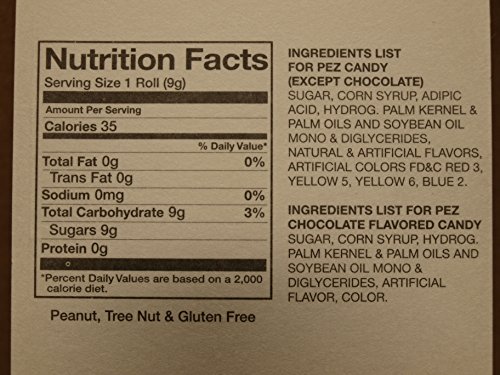 Nutrition Facts
Serving Size 1 Roll (9g)
Amount Per Serving
Calories 35
% Daily Value*
Total Fat 0g 0%
Trans Fat 0g
Sodium 0mg 0%
Total Carbohydrate 9g 3%
Sugars 9g
Protein 0g
*Percent Daily Values are based on a 2,000
calorie diet.
Peanut, Tree Nut & Gluten Free
INGREDIENTS LIST
FOR PEZ CANDY
(EXCEPT CHOCOLATE)
SUGAR, CORN SYRUP, ADIPIC
ACID, HYDROG. PALM KERNEL &
PALM OILS AND SOYBEAN OIL
MONO & DIGLYCERIDES,
NATURAL & ARTIFICIAL FLAVORS,
ARTIFICIAL COLORS FD&C RED 3,
YELLOW 5, YELLOW 6, BLUE 2.
INGREDIENTS LIST FOR PEZ
CHOCOLATE FLAVORED CANDY
SUGAR, CORN SYRUP, HYDROG.
PALM KERNEL & PALM OILS AND
SOYBEAN OIL MONO &
DIGLYCERIDES, ARTIFICIAL
FLAVOR, COLOR.